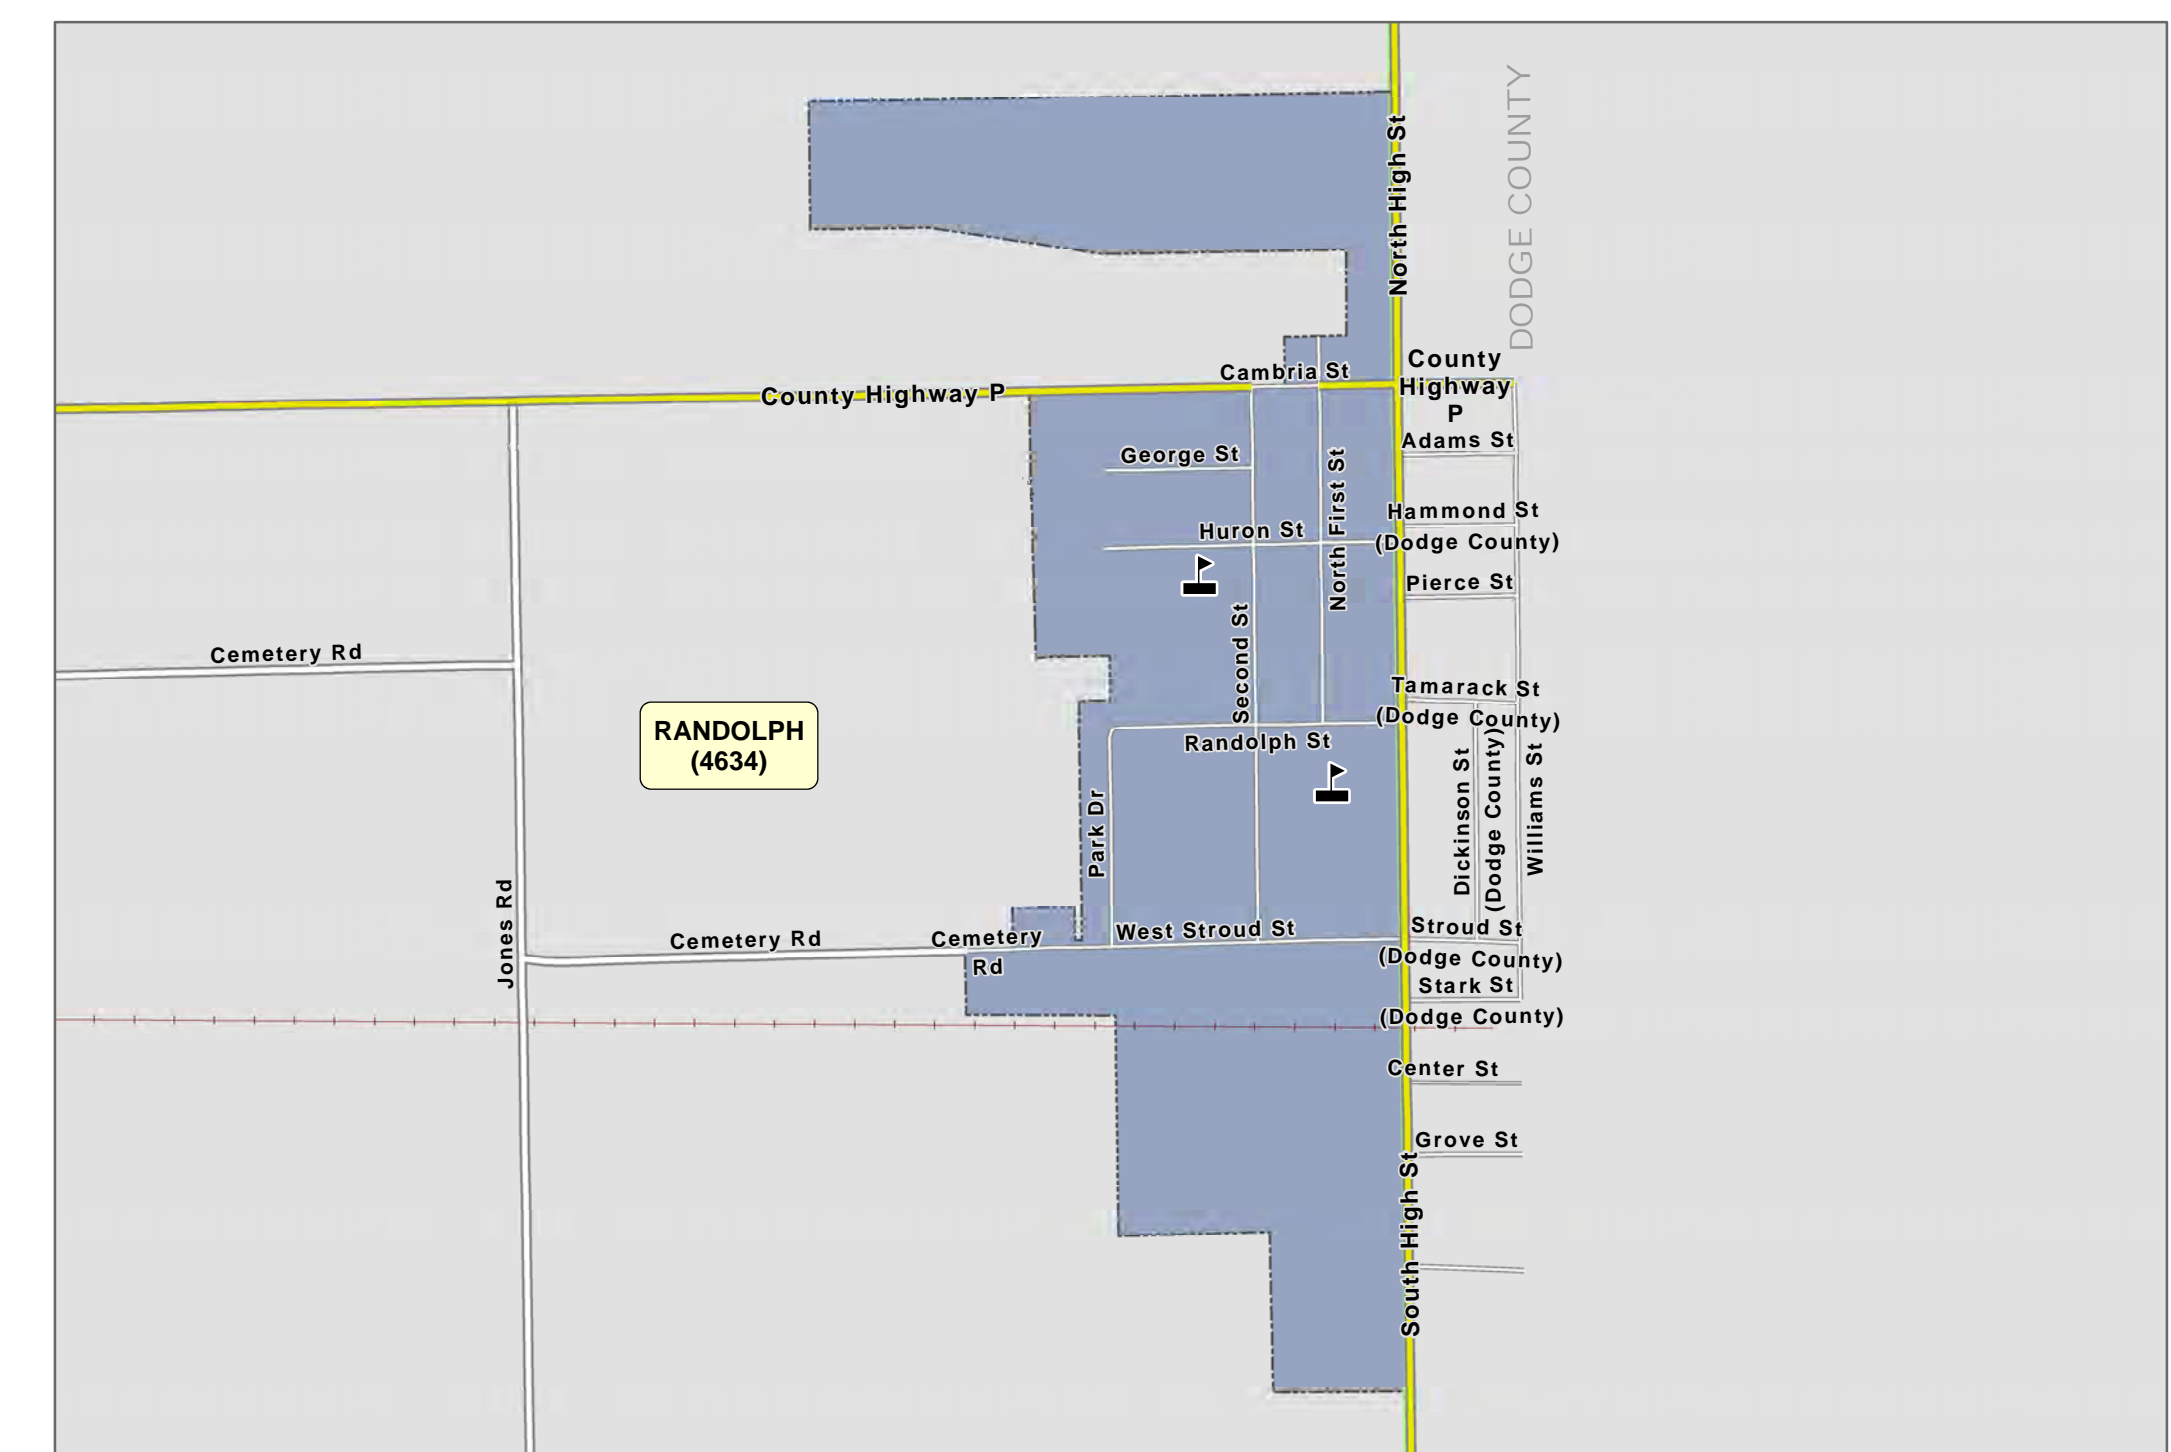 DODGE COUNTY
North High St
Cambria St
County
Highway
P
County Highway P
Adams St
George St
North First St
Hammond St
(Dodge County)
Huron St
Pierce St
Second St
Cemetery Rd
Tamarack St
(Dodge County)
RANDOLPH
(4634)
Randolph St
Park Dr
Dickinson St
(Dodge County)
Williams St
Jones Rd
Cemetery Rd
Cemetery
Rd
West Stroud St
Stroud St
(Dodge County)
Stark St
(Dodge County)
Center St
Grove St
South High St